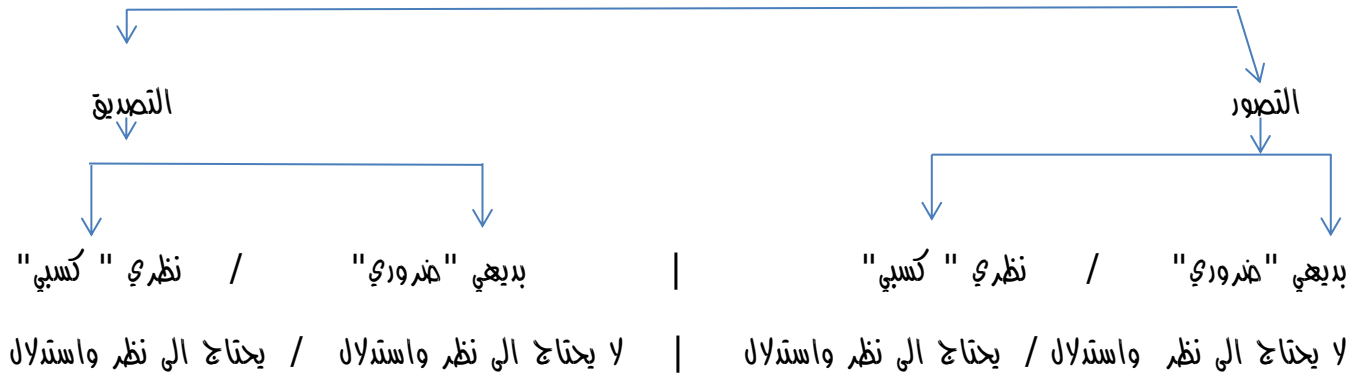 التصور التصديق
بديهي "ضروري" / نظري " كسبي" | بديهي "ضروري" / نظري " كسبي"
لا يحتاج الى نظر واستدلال / يحتاج الى نظر واستدلال | لا يحتاج الى نظر واستدلال / يحتاج الى نظر واستدلال